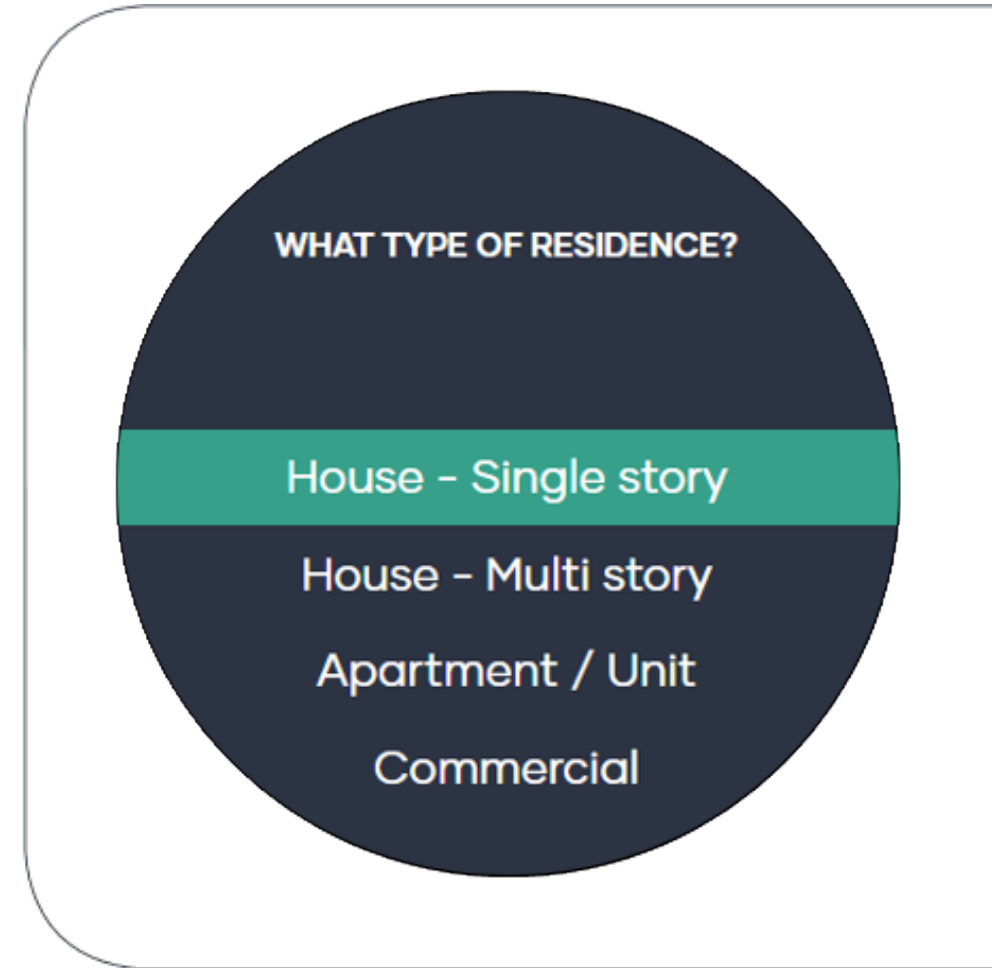 WHAT TYPE OF RESIDENCE?
House - Single story
House - Multi story
Apartment / Unit
Commercial